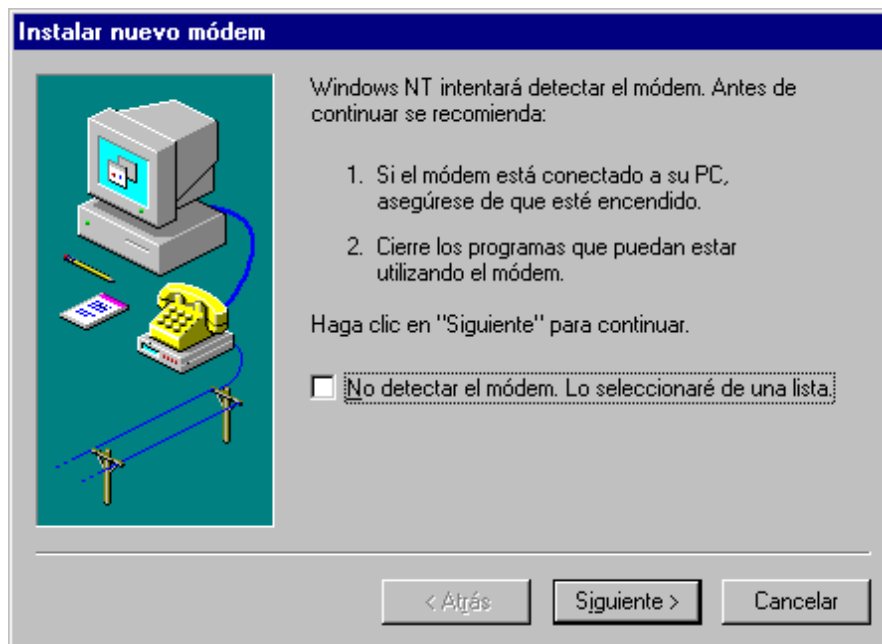 Instalar nuevo módem
Windows NT intentará detectar el módem. Antes de
continuar se recomienda:
1. Si el módem está conectado a su PC,
asegúrese de que esté encendido.
2. Cierre los programas que puedan estar
utilizando el módem.
Haga clic en "Siguiente" para continuar.
No detectar el módem. Lo seleccionaré de una lista.
< Atrás
Siguiente >
Cancelar